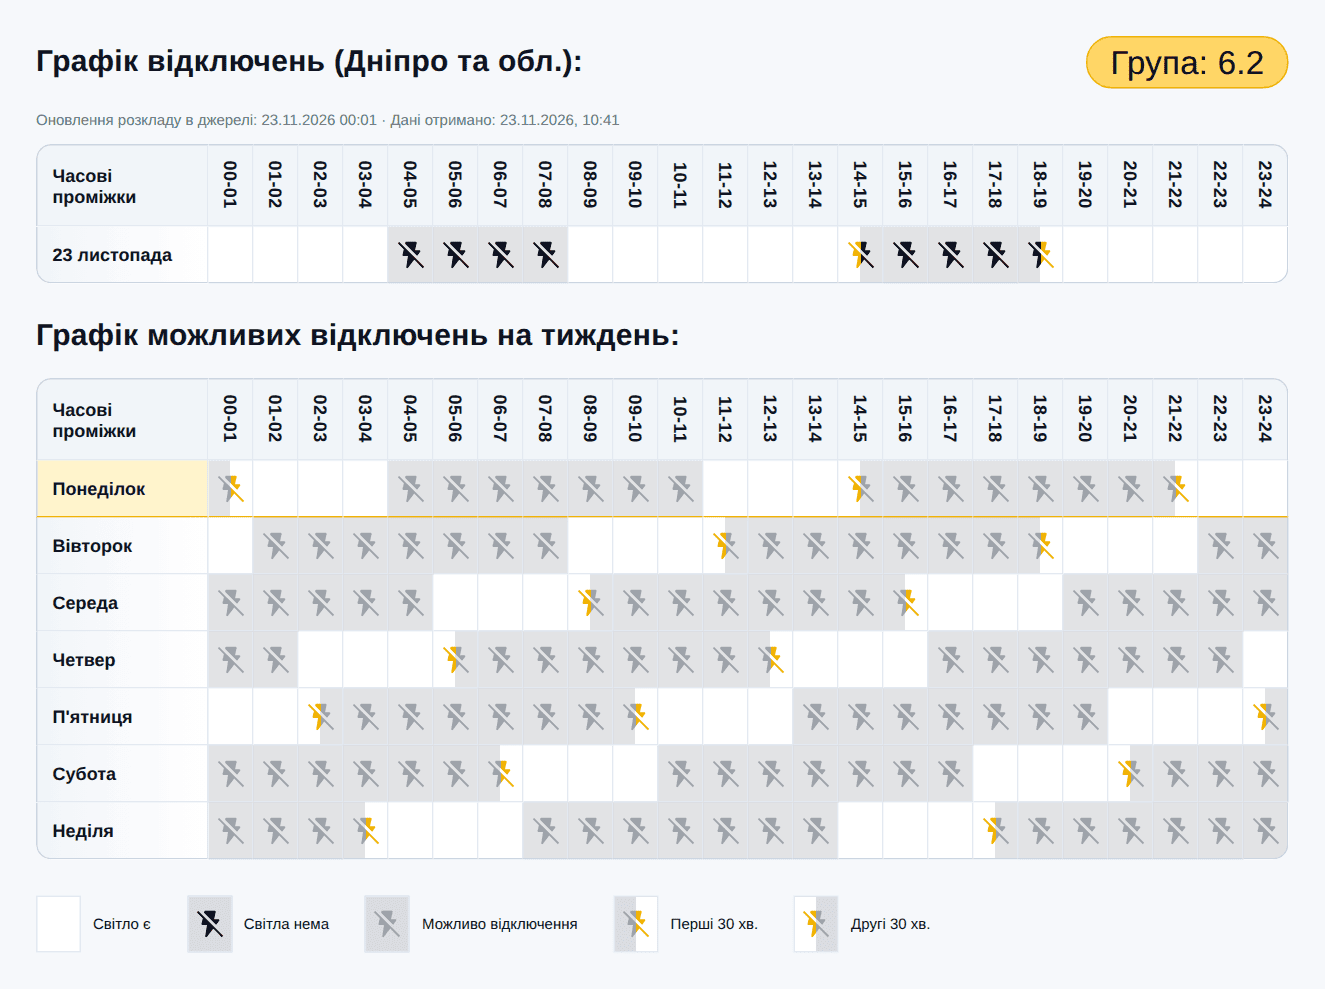 Графік відключень (Дніпро та обл.):
Група: 6.2
Оновлення розкладу в джерелі: 23.11.2026 00:01 · Дані отримано: 23.11.2026, 10:41
Часові проміжки 00-01 01-02 02-03 03-04 04-05 05-06 06-07 07-08 08-09 09-10 10-11 11-12 12-13 13-14 14-15 15-16 16-17 17-18 18-19 19-20 20-21 21-22 22-23 23-24
23 листопада
Графік можливих відключень на тиждень:
Часові проміжки 00-01 01-02 02-03 03-04 04-05 05-06 06-07 07-08 08-09 09-10 10-11 11-12 12-13 13-14 14-15 15-16 16-17 17-18 18-19 19-20 20-21 21-22 22-23 23-24
Понеділок
Вівторок
Середа
Четвер
П'ятниця
Субота
Неділя
Світло є Світла нема Можливо відключення Перші 30 хв. Другі 30 хв.